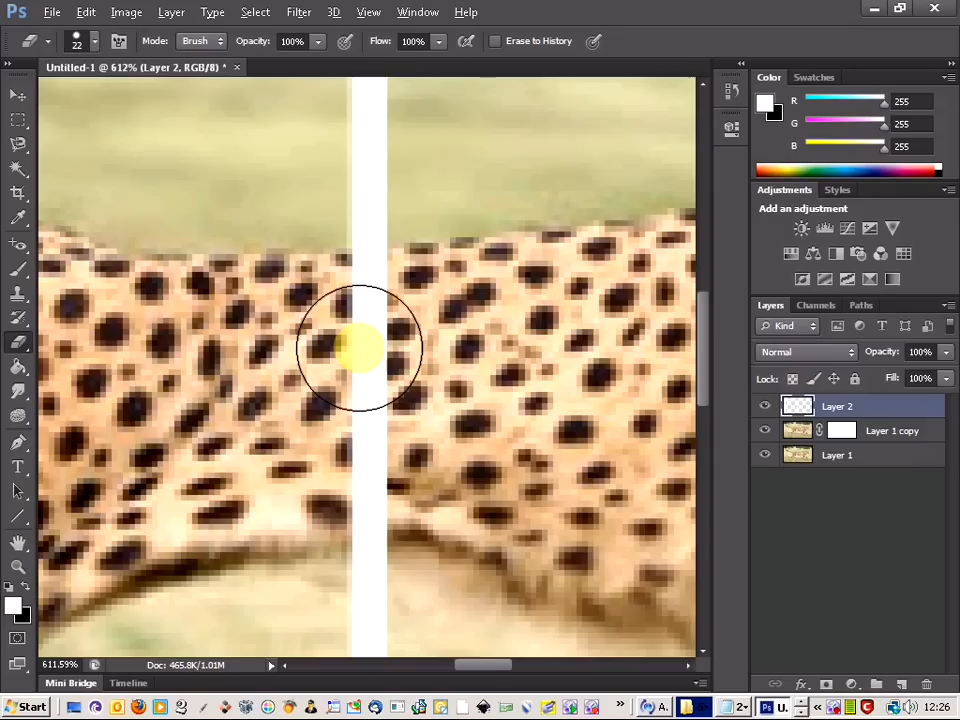 Ps File Edit Image Layer Type Select Filter 3D View Window Help
22 Mode: Brush Opacity: 100% Flow: 100% Erase to History
Untitled-1 @ 612% (Layer 2, RGB/8) * ×
Color Swatches
R 255
G 255
B 255
Adjustments Styles
Add an adjustment
Layers Channels Paths
Kind
Normal Opacity: 100%
Lock: Fill: 100%
Layer 2
Layer 1 copy
Layer 1
fx
611.59% Doc: 465.8K/1.01M
Mini Bridge Timeline
Start A. 2 U. 12:26